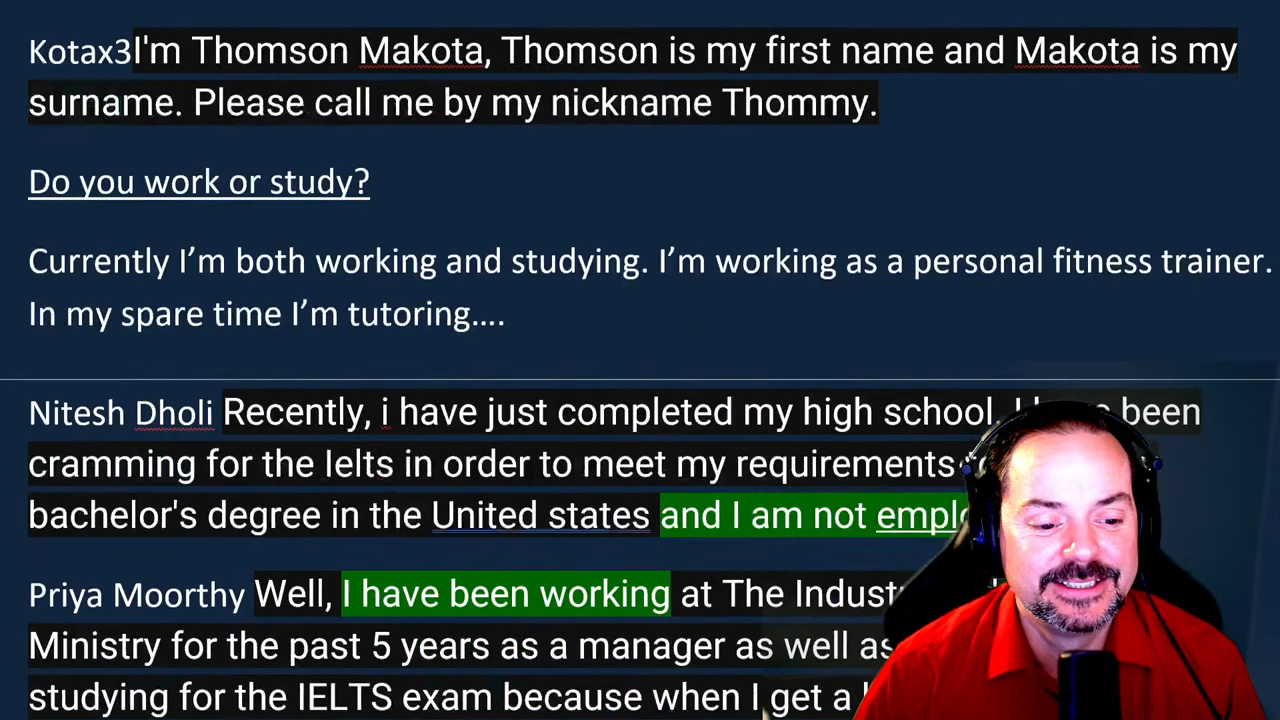 Kotax3I'm Thomson Makota, Thomson is my first name and Makota is my
surname. Please call me by my nickname Thommy.
Do you work or study?
Currently I’m both working and studying. I’m working as a personal fitness trainer.
In my spare time I’m tutoring….
Nitesh Dholi Recently, i have just completed my high school. I been
cramming for the Ielts in order to meet my requirements
bachelor's degree in the United states and I am not
Priya Moorthy Well, I have been working at The
Ministry for the past 5 years as a manager as well as
studying for the IELTS exam because when I get a